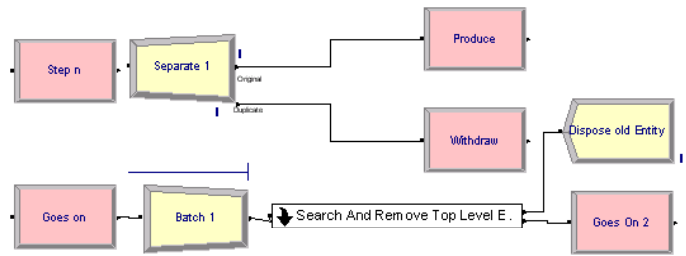 Produce
Step n
Separate 1
Original
Duplicate
Withdraw
Dispose old Entity
Goes on
Batch 1
Search And Remove Top Level E.
Goes On 2